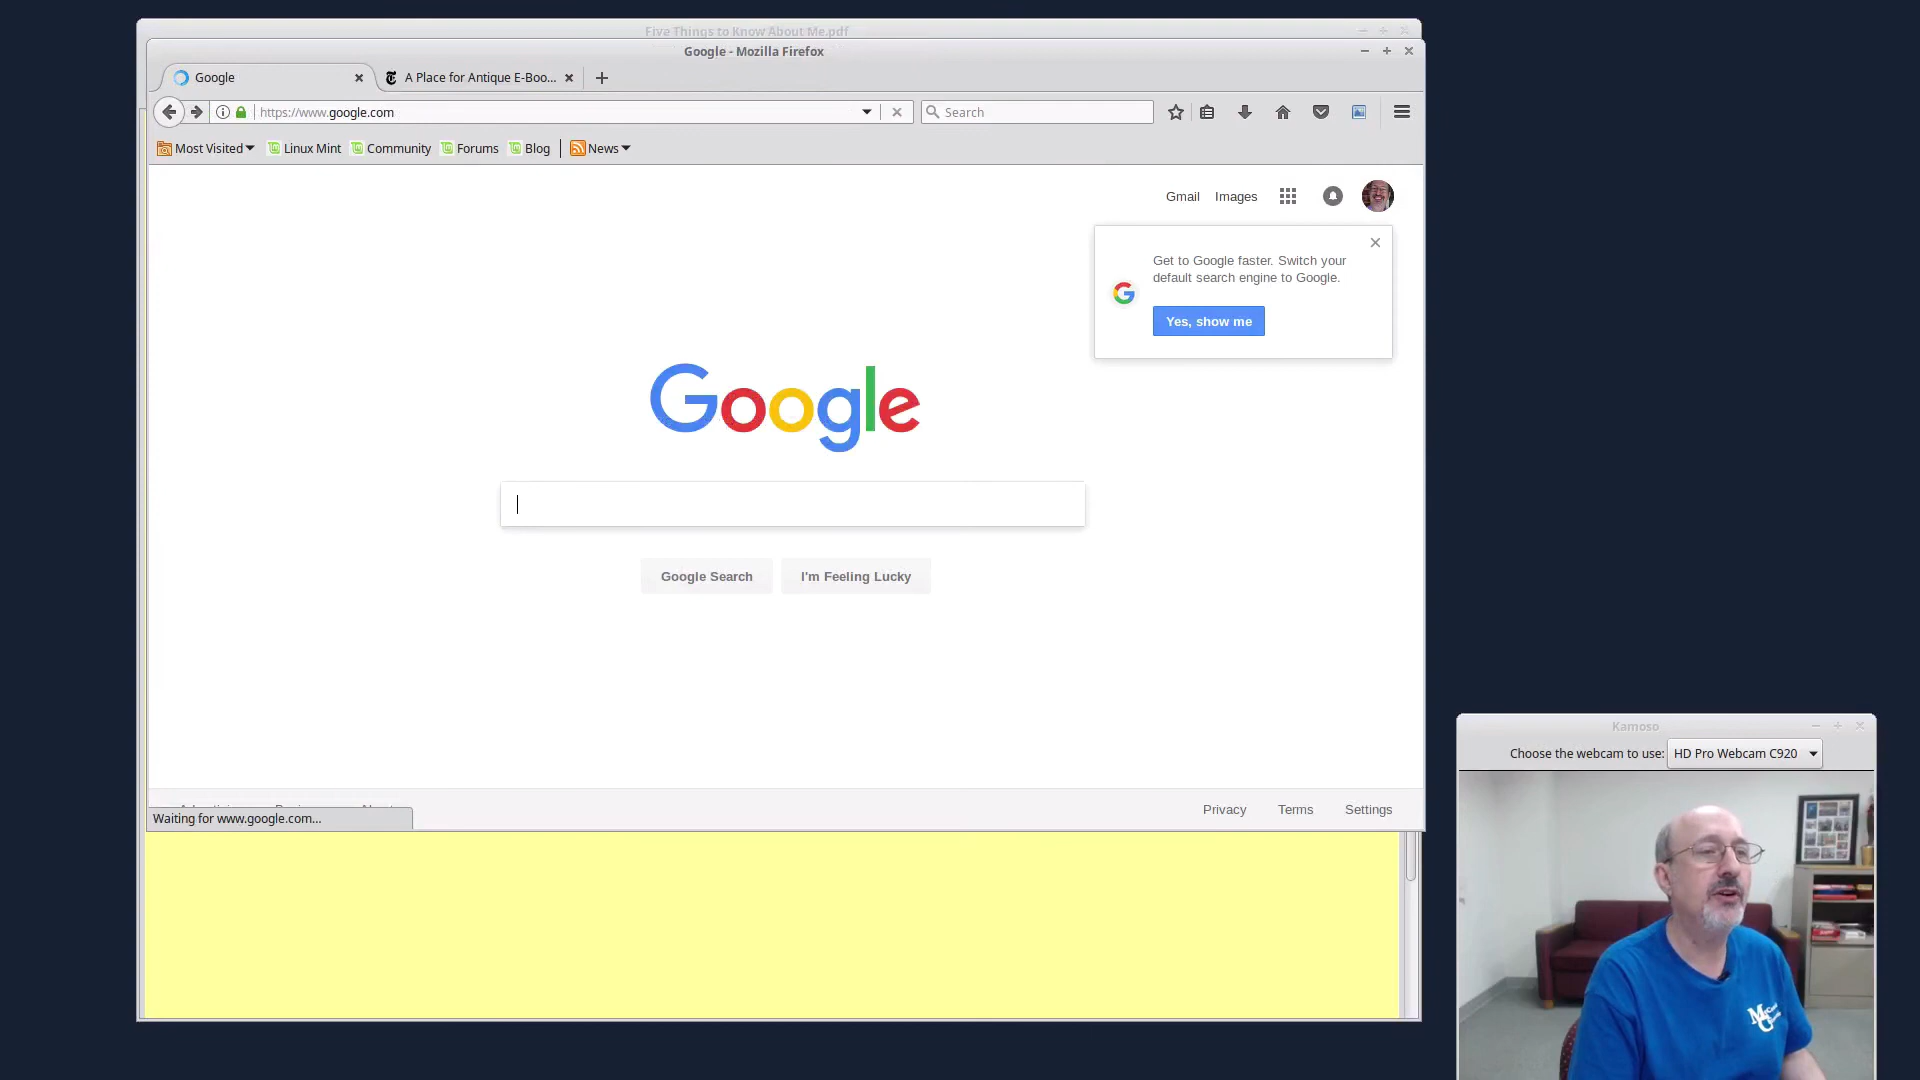 Five Things to Know About Me.pdf
Google - Mozilla Firefox
Google
A Place for Antique E-Boo...
https://www.google.com
Search
Most Visited
Linux Mint
Community
Forums
Blog
News
Gmail
Images
Get to Google faster. Switch your
default search engine to Google.
Yes, show me
Google
Google Search
I'm Feeling Lucky
Privacy
Terms
Settings
Waiting for www.google.com...
Kamoso
Choose the webcam to use:
HD Pro Webcam C920